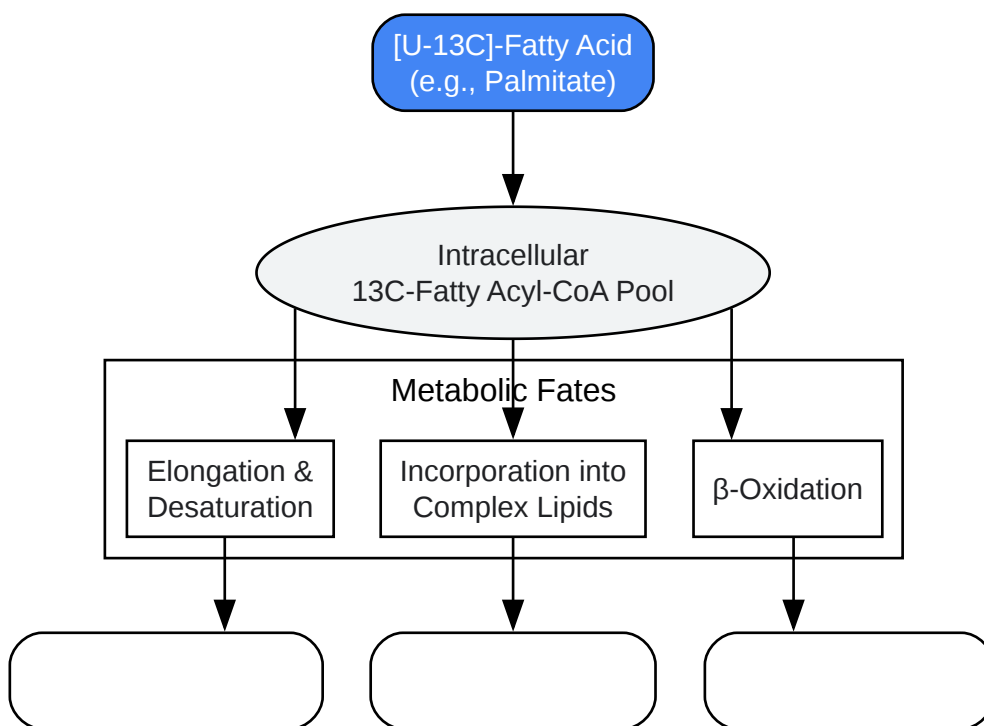 [U-13C]-Fatty Acid
(e.g., Palmitate)
Intracellular
13C-Fatty Acyl-CoA Pool
Metabolic Fates
Elongation &
Desaturation
Incorporation into
Complex Lipids
β-Oxidation